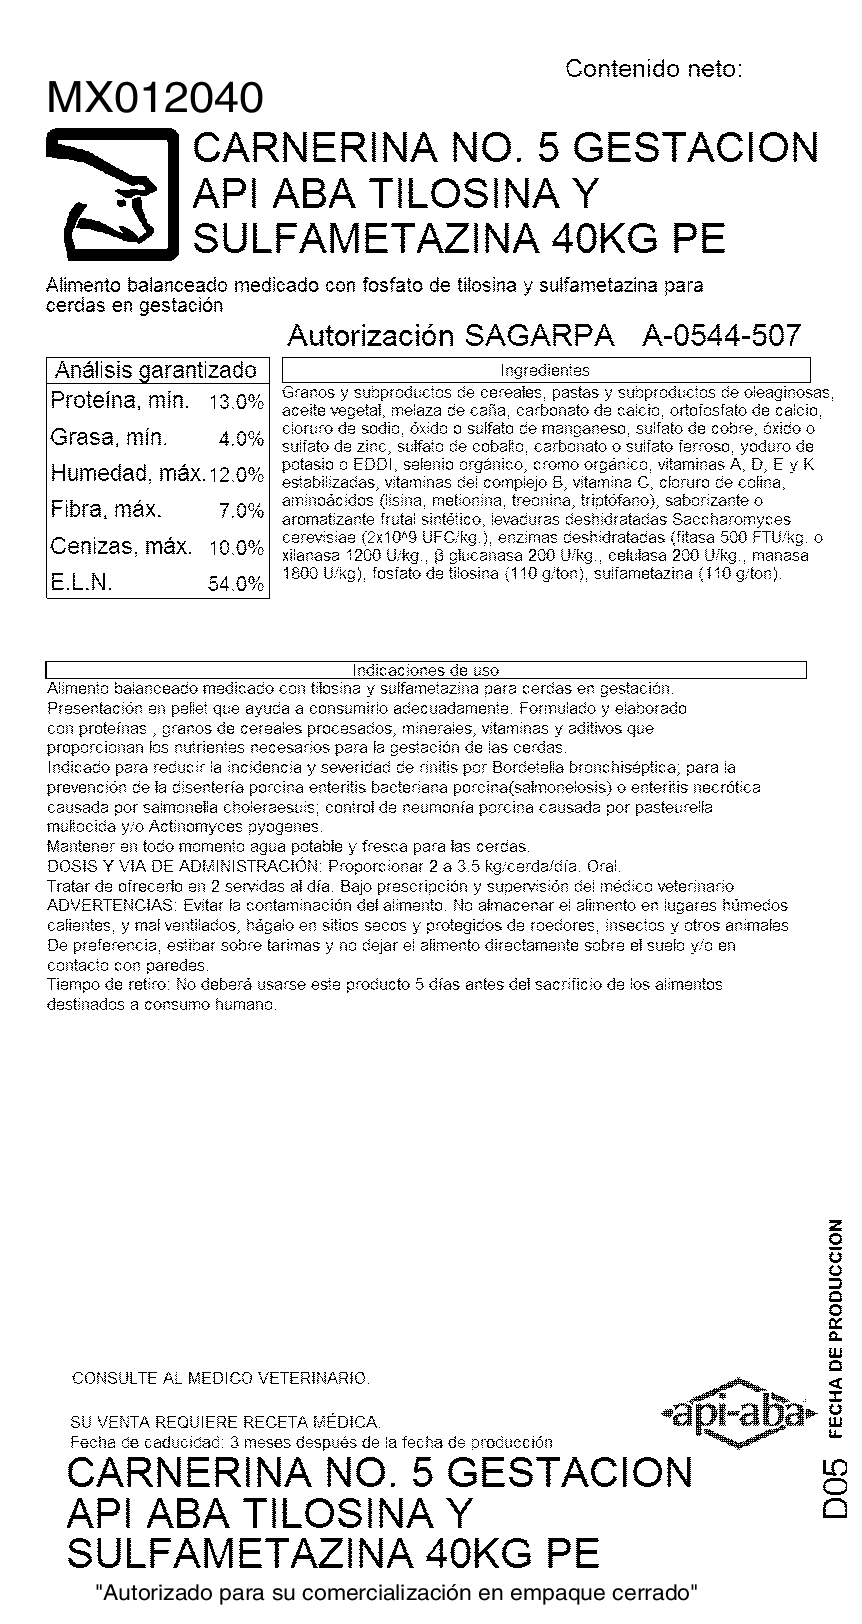 Contenido neto:
MX012040
CARNERINA NO. 5 GESTACION
API ABA TILOSINA Y
SULFAMETAZINA 40KG PE
Alimento balanceado medicado con fosfato de tilosina y sulfametazina para
cerdas en gestación
Autorización SAGARPA A-0544-507
Análisis garantizado
Proteína, mín. 13.0%
Grasa, mín. 4.0%
Humedad, máx. 12.0%
Fibra, máx. 7.0%
Cenizas, máx. 10.0%
E.L.N. 54.0%
Ingredientes
Granos y subproductos de cereales, pastas y subproductos de oleaginosas,
aceite vegetal, melaza de caña, carbonato de calcio, ortofosfato de calcio,
cloruro de sodio, óxido o sulfato de manganeso, sulfato de cobre, óxido o
sulfato de zinc, sulfato de cobalto, carbonato o sulfato ferroso, yoduro de
potasio o EDDI, selenio orgánico, cromo orgánico, vitaminas A, D, E y K
estabilizadas, vitaminas del complejo B, vitamina C, cloruro de colina,
aminoácidos (lisina, metionina, treonina, triptófano), saborizante o
aromatizante frutal sintético, levaduras deshidratadas Saccharomyces
cerevisiae (2x10^9 UFC/kg.), enzimas deshidratadas (fitasa 500 FTU/kg. o
xilanasa 1200 U/kg., β glucanasa 200 U/kg., celulasa 200 U/kg., manasa
1800 U/kg), fosfato de tilosina (110 g/ton), sulfametazina (110 g/ton).
Indicaciones de uso
Alimento balanceado medicado con tilosina y sulfametazina para cerdas en gestación.
Presentación en pellet que ayuda a consumirlo adecuadamente. Formulado y elaborado
con proteínas , granos de cereales procesados, minerales, vitaminas y aditivos que
proporcionan los nutrientes necesarios para la gestación de las cerdas.
Indicado para reducir la incidencia y severidad de rinitis por Bordetella bronchiséptica; para la
prevención de la disentería porcina enteritis bacteriana porcina(salmonelosis) o enteritis necrótica
causada por salmonella choleraesuis; control de neumonía porcina causada por pasteurella
multocida y/o Actinomyces pyogenes.
Mantener en todo momento agua potable y fresca para las cerdas.
DOSIS Y VIA DE ADMINISTRACIÓN: Proporcionar 2 a 3.5 kg/cerda/día. Oral.
Tratar de ofrecerlo en 2 servidas al día. Bajo prescripción y supervisión del médico veterinario
ADVERTENCIAS: Evitar la contaminación del alimento. No almacenar el alimento en lugares húmedos
calientes, y mal ventilados, hágalo en sitios secos y protegidos de roedores, insectos y otros animales
De preferencia, estibar sobre tarimas y no dejar el alimento directamente sobre el suelo y/o en
contacto con paredes.
Tiempo de retiro: No deberá usarse este producto 5 días antes del sacrificio de los alimentos
destinados a consumo humano.
FECHA DE PRODUCCION
D05
CONSULTE AL MEDICO VETERINARIO.
api-aba
SU VENTA REQUIERE RECETA MÉDICA.
Fecha de caducidad: 3 meses después de la fecha de producción
CARNERINA NO. 5 GESTACION
API ABA TILOSINA Y
SULFAMETAZINA 40KG PE
"Autorizado para su comercialización en empaque cerrado"